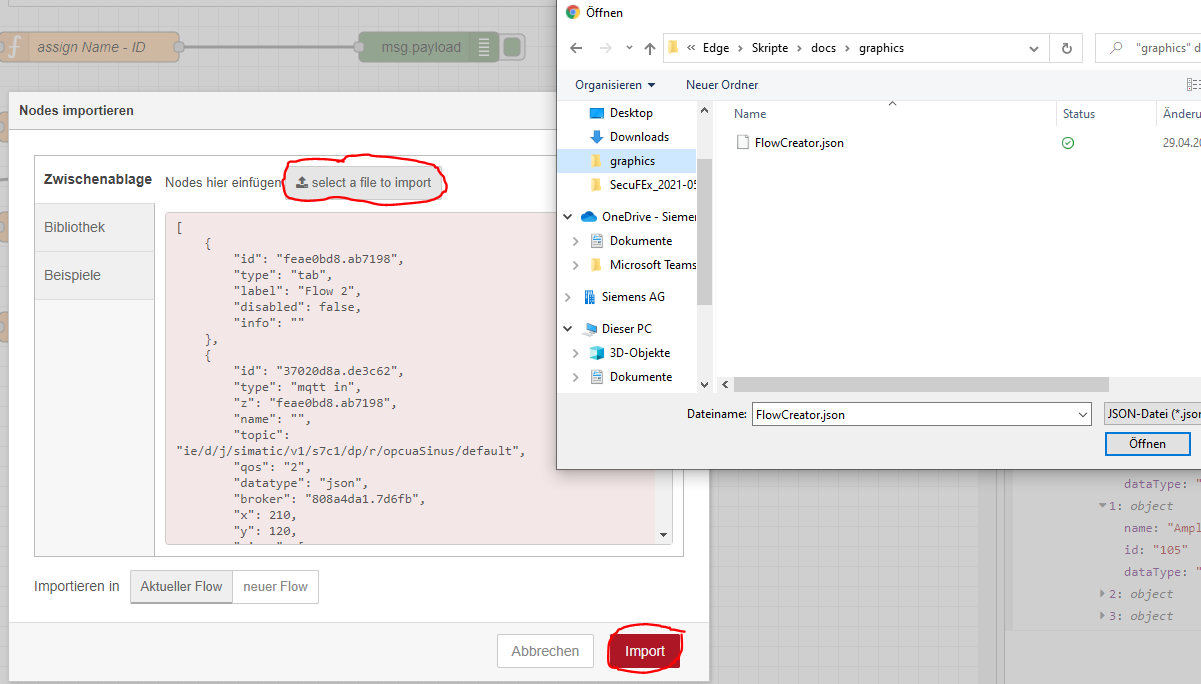 assign Name - ID
msg.payload
Nodes importieren
Zwischenablage
Bibliothek
Beispiele
Nodes hier einfügen
select a file to import
[
{
"id": "feae0bd8.ab7198",
"type": "tab",
"label": "Flow 2",
"disabled": false,
"info": ""
},
{
"id": "37020d8a.de3c62",
"type": "mqtt in",
"z": "feae0bd8.ab7198",
"name": "",
"topic":
"ie/d/j/simatic/v1/s7c1/dp/r/opcuaSinus/default",
"qos": "2",
"datatype": "json",
"broker": "808a4da1.7d6fb",
"x": 210,
"y": 120,
Importieren in
Aktueller Flow
neuer Flow
Abbrechen
Import
Öffnen
« Edge › Skripte › docs › graphics
"graphics" d
Organisieren
Neuer Ordner
Desktop
Downloads
graphics
SecuFEx_2021-05
OneDrive - Siemen
Dokumente
Microsoft Teams
Siemens AG
Dieser PC
3D-Objekte
Dokumente
Name
Status
Änderu
FlowCreator.json
29.04.20
Dateiname:
FlowCreator.json
JSON-Datei (*.json
Öffnen
dataType: "
1: object
name: "Ampl
id: "105"
dataType: "
2: object
3: object